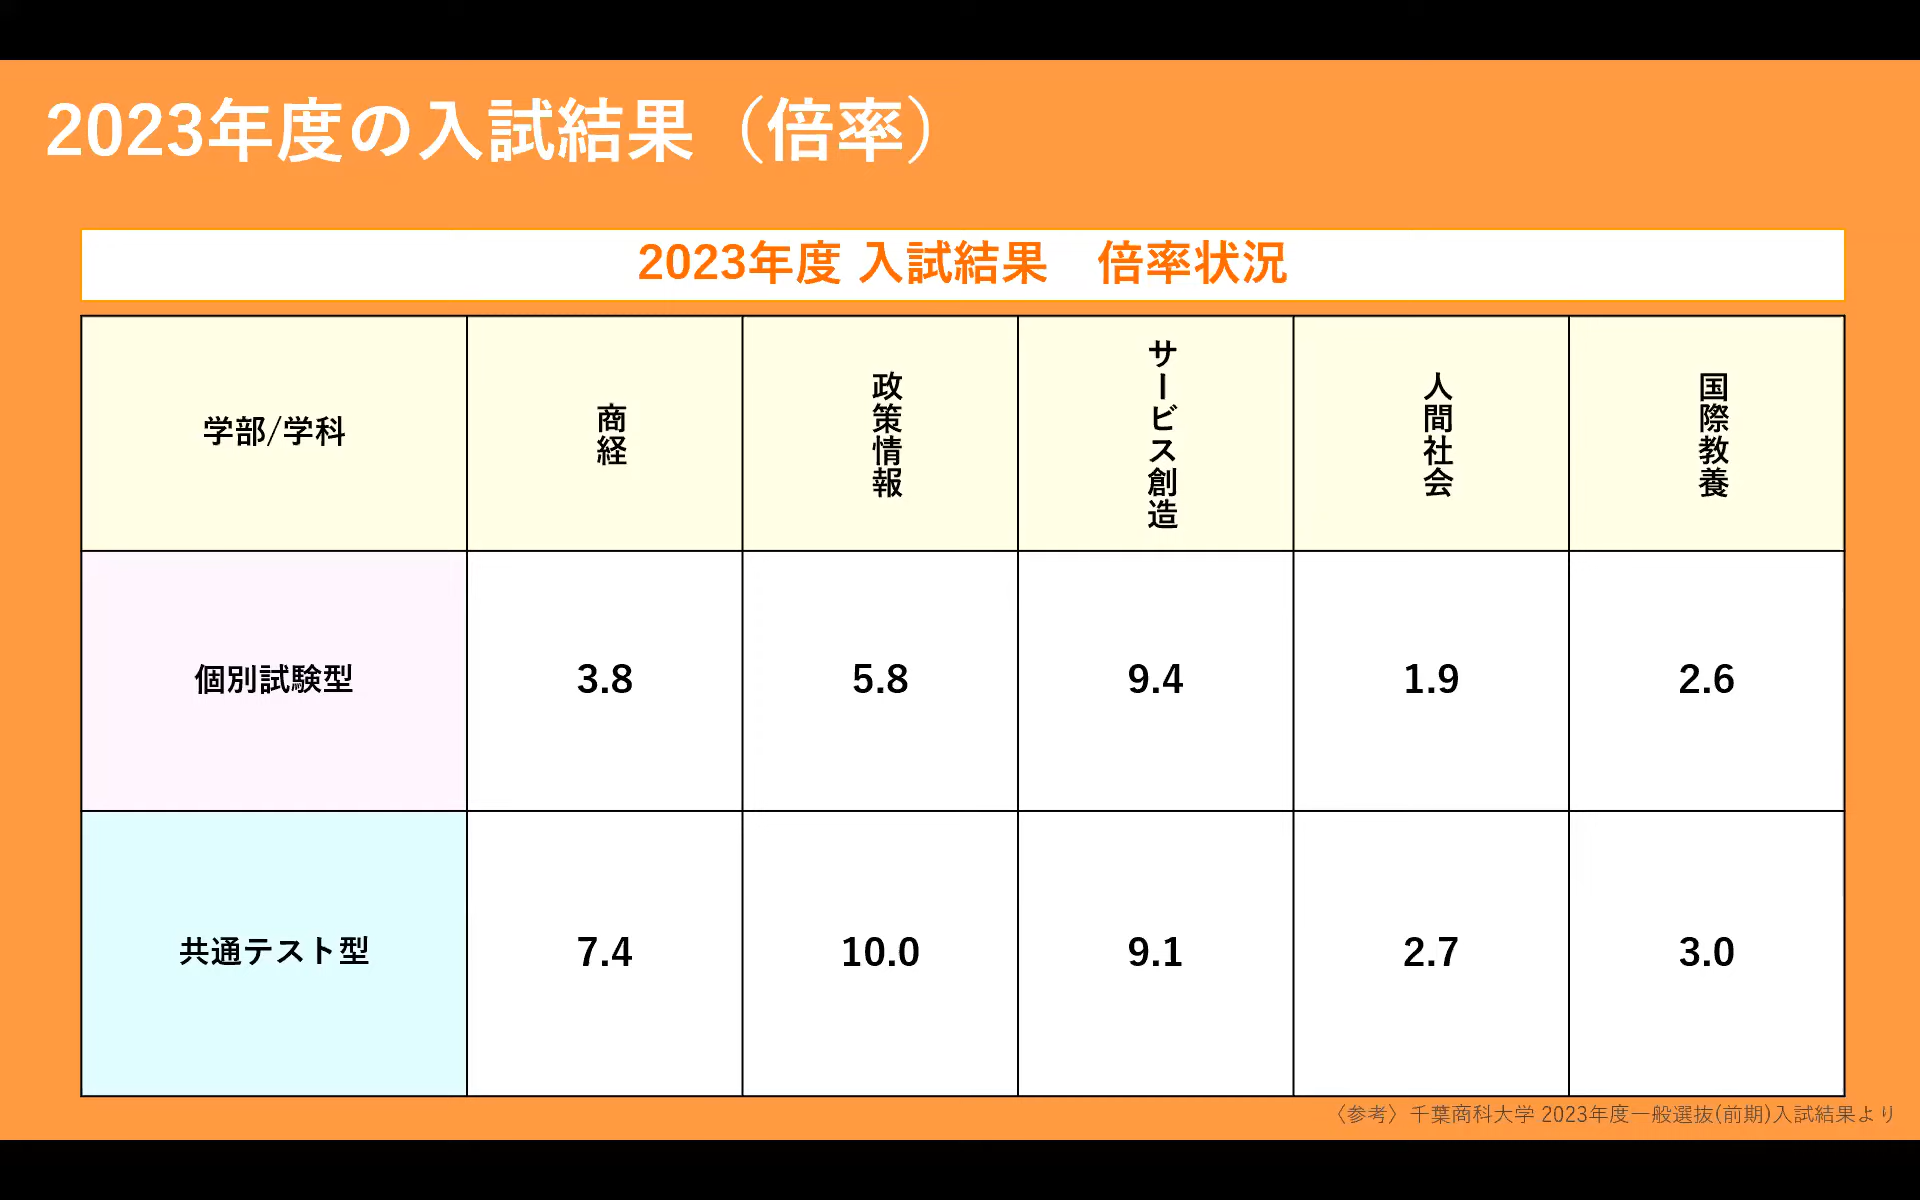 2023年度の入試結果（倍率）
2023年度 入試結果　倍率状況
学部/学科
商経
政策情報
サービス創造
人間社会
国際教養
個別試験型
3.8
5.8
9.4
1.9
2.6
共通テスト型
7.4
10.0
9.1
2.7
3.0
〈参考〉千葉商科大学 2023年度一般選抜(前期)入試結果より